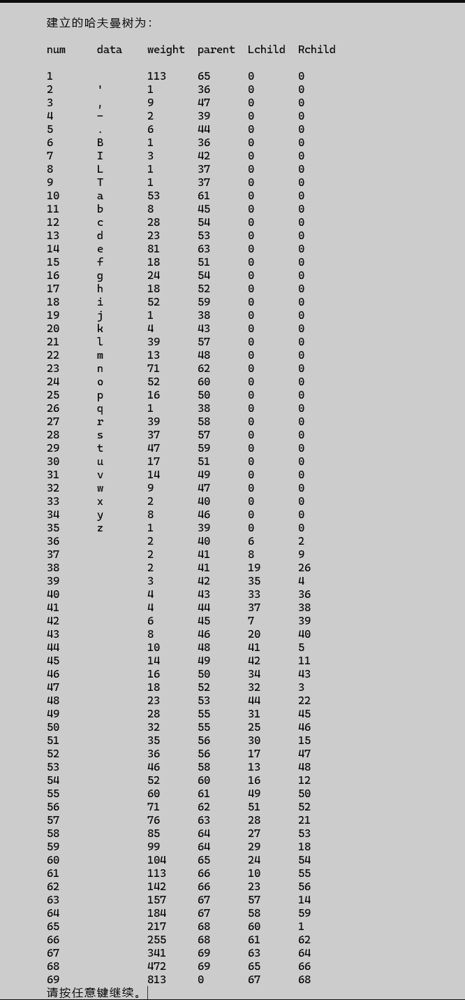 建立的哈夫曼树为:
num data weight parent Lchild Rchild
1 113 65 0 0
2 ' 1 36 0 0
3 , 9 47 0 0
4 - 2 39 0 0
5 . 6 44 0 0
6 B 1 36 0 0
7 I 3 42 0 0
8 L 1 37 0 0
9 T 1 37 0 0
10 a 53 61 0 0
11 b 8 45 0 0
12 c 28 54 0 0
13 d 23 53 0 0
14 e 81 63 0 0
15 f 18 51 0 0
16 g 24 54 0 0
17 h 18 52 0 0
18 i 52 59 0 0
19 j 1 38 0 0
20 k 4 43 0 0
21 l 39 57 0 0
22 m 13 48 0 0
23 n 71 62 0 0
24 o 52 60 0 0
25 p 16 50 0 0
26 q 1 38 0 0
27 r 39 58 0 0
28 s 37 57 0 0
29 t 47 59 0 0
30 u 17 51 0 0
31 v 14 49 0 0
32 w 9 47 0 0
33 x 2 40 0 0
34 y 8 46 0 0
35 z 1 39 0 0
36 2 40 6 2
37 2 41 8 9
38 2 41 19 26
39 3 42 35 4
40 4 43 33 36
41 4 44 37 38
42 6 45 7 39
43 8 46 20 40
44 10 48 41 5
45 14 49 42 11
46 16 50 34 43
47 18 52 32 3
48 23 53 44 22
49 28 55 31 45
50 32 55 25 46
51 35 56 30 15
52 36 56 17 47
53 46 58 13 48
54 52 60 16 12
55 60 61 49 50
56 71 62 51 52
57 76 63 28 21
58 85 64 27 53
59 99 64 29 18
60 104 65 24 54
61 113 66 10 55
62 142 66 23 56
63 157 67 57 14
64 184 67 58 59
65 217 68 60 1
66 255 68 61 62
67 341 69 63 64
68 472 69 65 66
69 813 0 67 68
请按任意键继续。